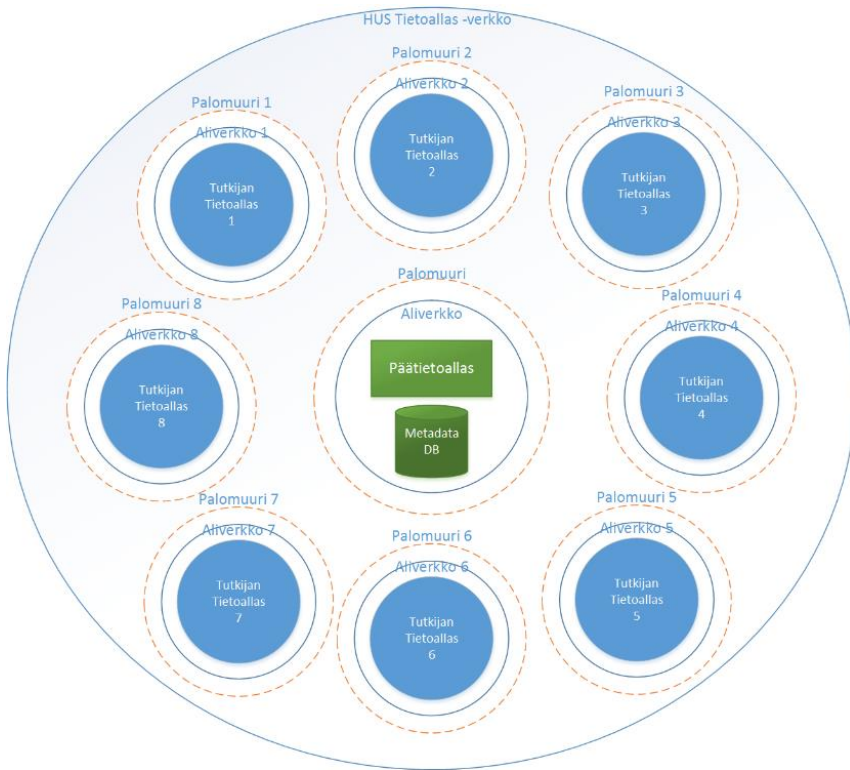 HUS Tietoallas -verkko
Palomuuri 1
Aliverkko 1
Tutkijan
Tietoallas
1
Palomuuri 2
Aliverkko 2
Tutkijan
Tietoallas
2
Palomuuri 3
Aliverkko 3
Tutkijan
Tietoallas
3
Palomuuri 8
Aliverkko 8
Tutkijan
Tietoallas
8
Palomuuri
Aliverkko
Päätietoallas
Metadata
DB
Palomuuri 4
Aliverkko 4
Tutkijan
Tietoallas
4
Palomuuri 7
Aliverkko 7
Tutkijan
Tietoallas
7
Palomuuri 6
Aliverkko 6
Tutkijan
Tietoallas
6
Palomuuri 5
Aliverkko 5
Tutkijan
Tietoallas
5